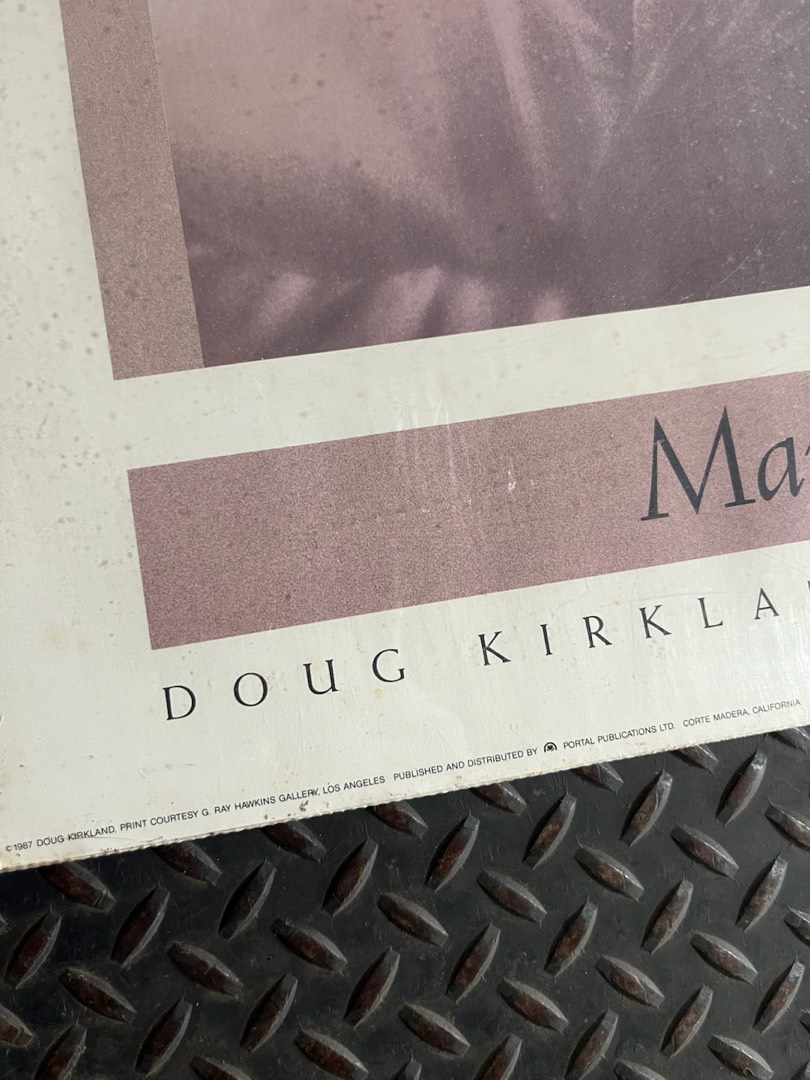 Ma
DOUG KIRKLA
©1987 DOUG KIRKLAND, PRINT COURTESY G. RAY HAWKINS GALLERY, LOS ANGELES PUBLISHED AND DISTRIBUTED BY PORTAL PUBLICATIONS LTD. CORTE MADERA, CALIFORNIA